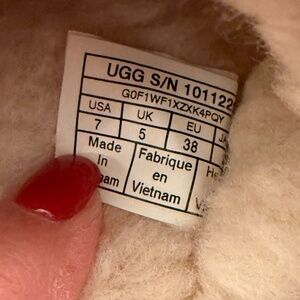 UGG S/N 101122
G0F1WF1XZXK4PQY
USA UK EU
7 5 38
Made In
Fabrique en Vietnam